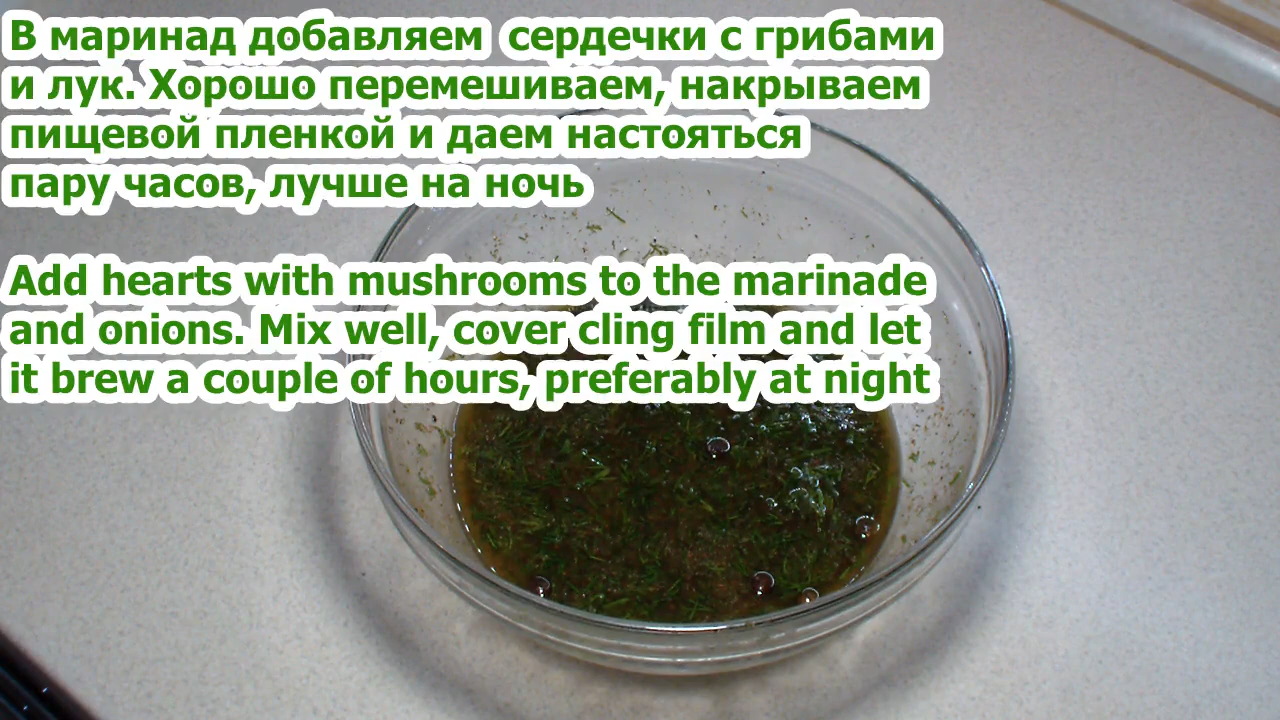 В маринад добавляем сердечки с грибами
и лук. Хорошо перемешиваем, накрываем
пищевой пленкой и даем настояться
пару часов, лучше на ночь
Add hearts with mushrooms to the marinade
and onions. Mix well, cover cling film and let
it brew a couple of hours, preferably at night